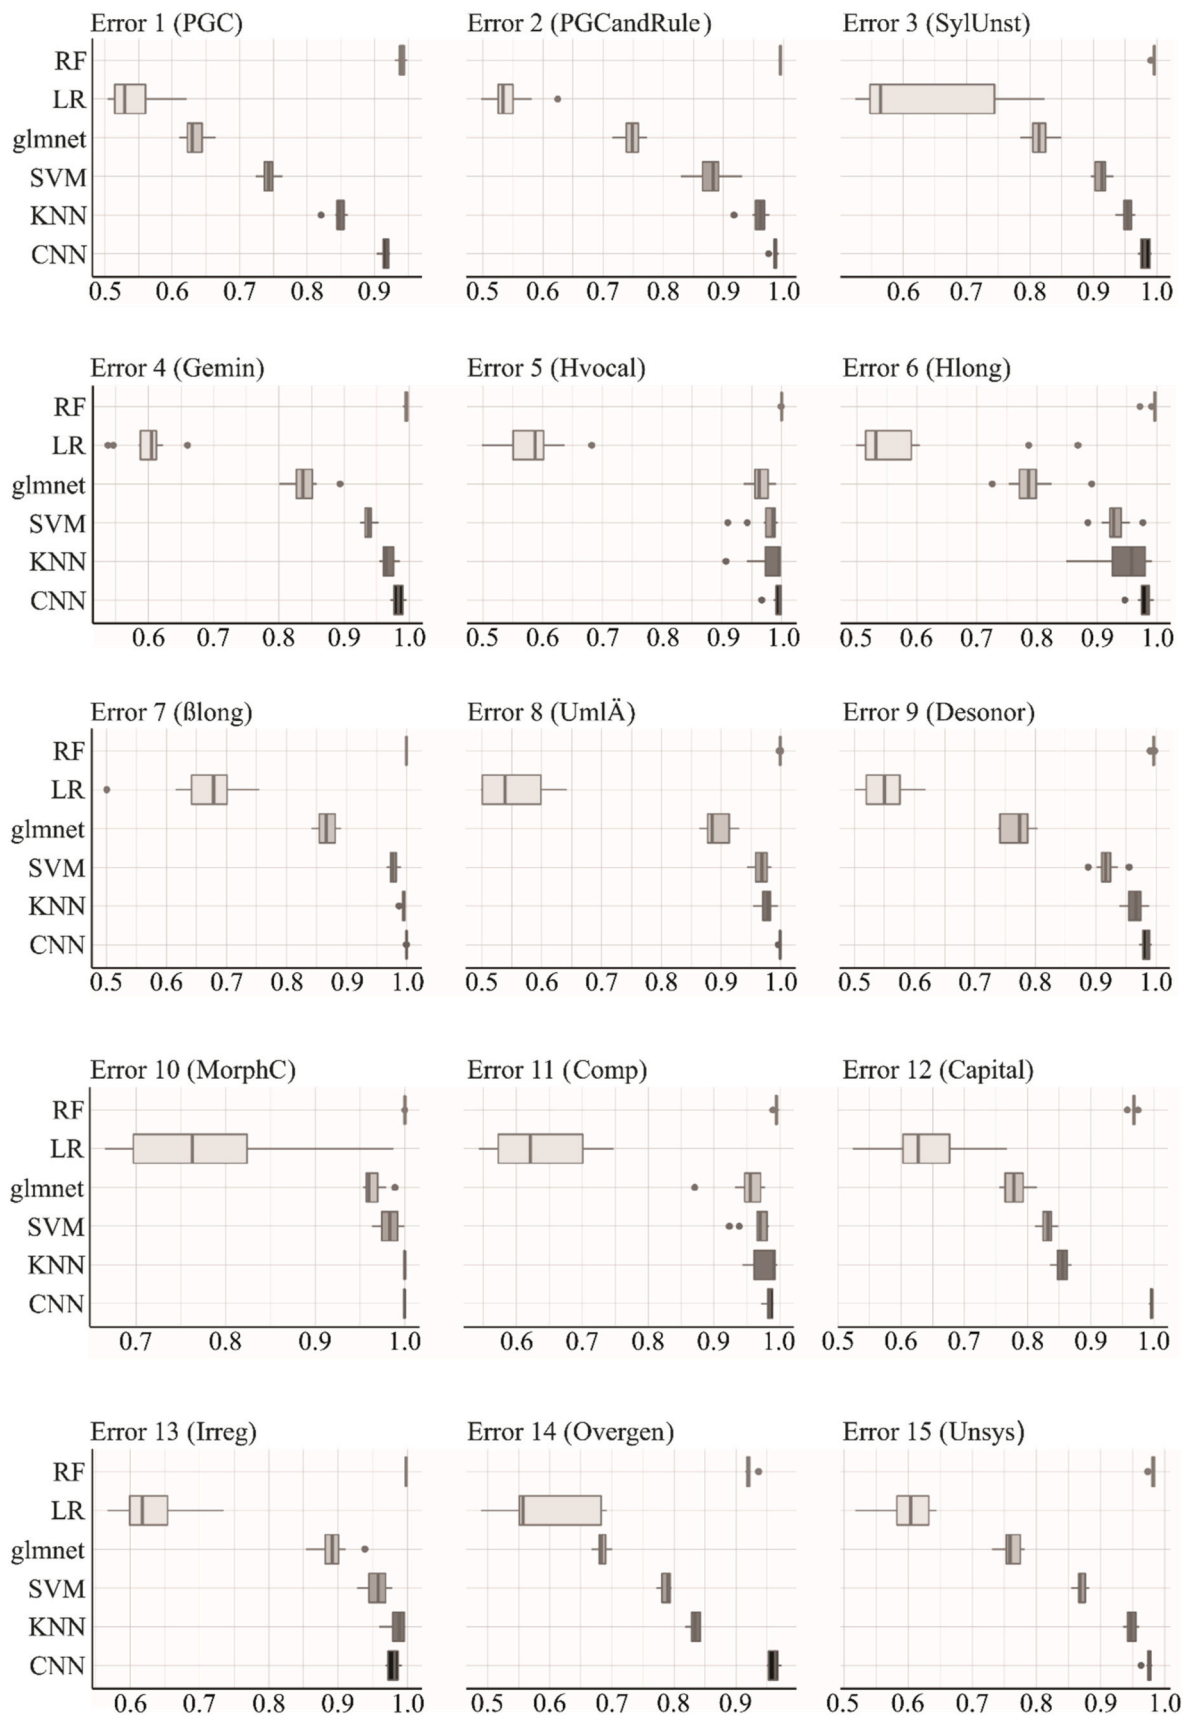 Error 1 (PGC) Error 2 (PGCandRule) Error 3 (SylUnst)
RF
LR
glmnet
SVM
KNN
CNN
0.5 0.6 0.7 0.8 0.9 0.5 0.6 0.7 0.8 0.9 1.0 0.6 0.7 0.8 0.9 1.0
Error 4 (Gemin) Error 5 (Hvocal) Error 6 (Hlong)
RF
LR
glmnet
SVM
KNN
CNN
0.6 0.7 0.8 0.9 1.0 0.5 0.6 0.7 0.8 0.9 1.0 0.5 0.6 0.7 0.8 0.9 1.0
Error 7 (ßlong) Error 8 (UmlÄ) Error 9 (Desonor)
RF
LR
glmnet
SVM
KNN
CNN
0.5 0.6 0.7 0.8 0.9 1.0 0.5 0.6 0.7 0.8 0.9 1.0 0.5 0.6 0.7 0.8 0.9 1.0
Error 10 (MorphC) Error 11 (Comp) Error 12 (Capital)
RF
LR
glmnet
SVM
KNN
CNN
0.7 0.8 0.9 1.0 0.6 0.7 0.8 0.9 1.0 0.5 0.6 0.7 0.8 0.9 1.0
Error 13 (Irreg) Error 14 (Overgen) Error 15 (Unsys)
RF
LR
glmnet
SVM
KNN
CNN
0.6 0.7 0.8 0.9 1.0 0.5 0.6 0.7 0.8 0.9 0.5 0.6 0.7 0.8 0.9 1.0